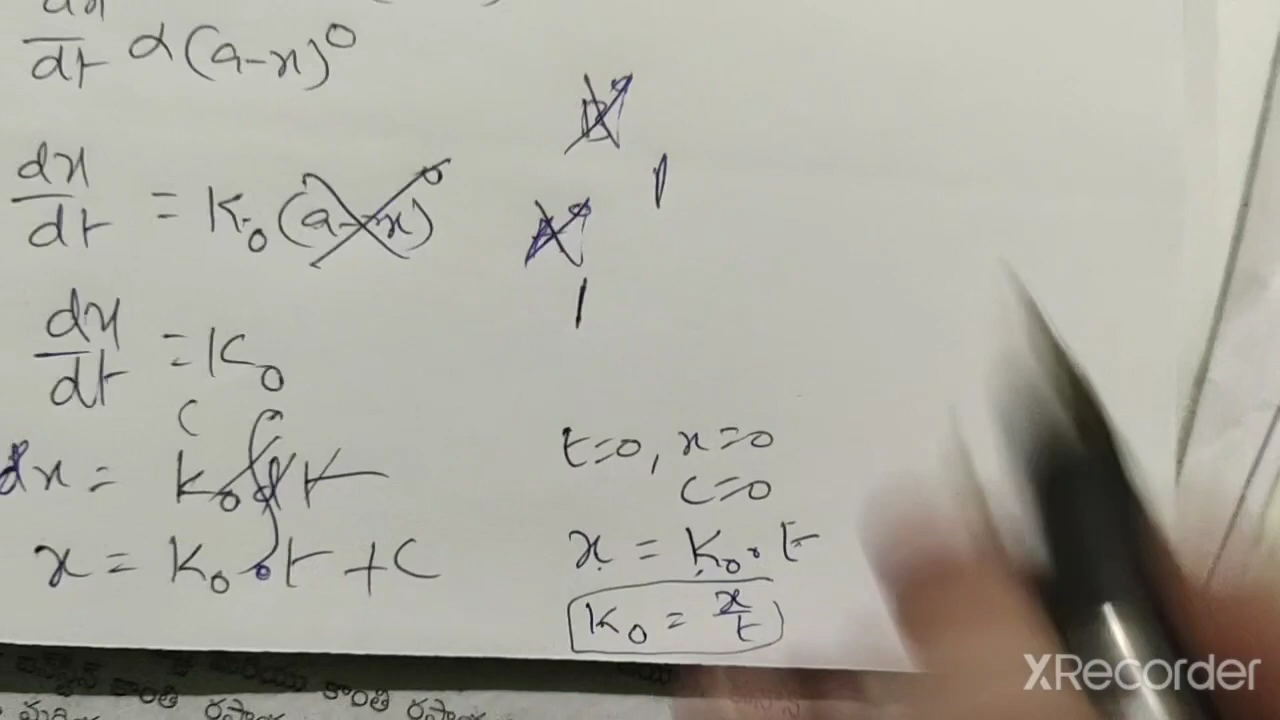 dx/dt α (a-x)⁰
dx/dt = K₀ (a-x)⁰
dx/dt = K₀
dx = K₀ ∫ dt
x = K₀ · t + C
t=0, x=0
c=0
x = K₀ · t
K₀ = x/t
XRecorder